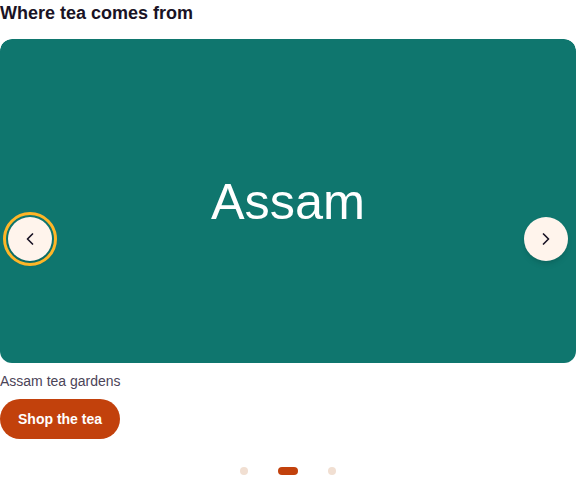 Where tea comes from
Assam
Assam tea gardens
Shop the tea